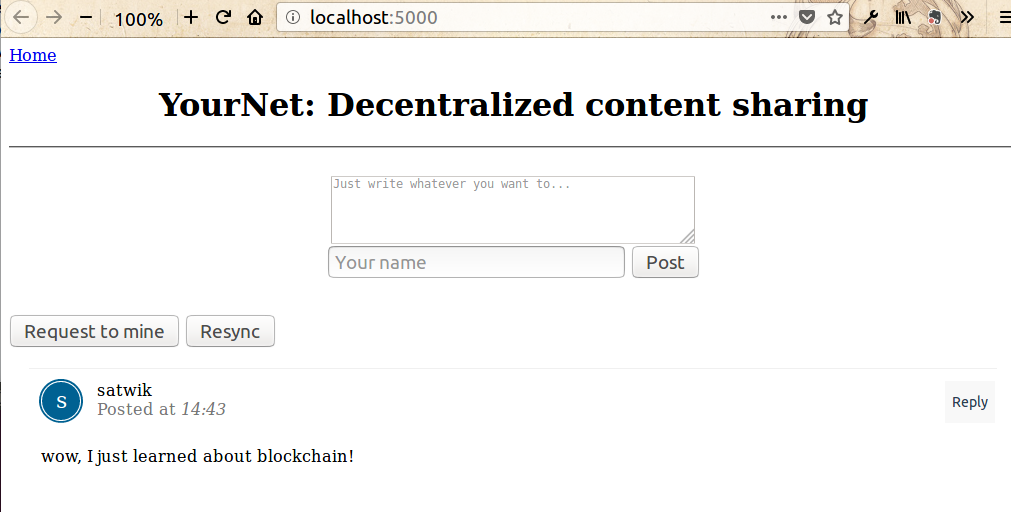 100%
localhost:5000
Home
YourNet: Decentralized content sharing
Just write whatever you want to...
Your name
Post
Request to mine
Resync
s
satwik
Posted at 14:43
Reply
wow, I just learned about blockchain!